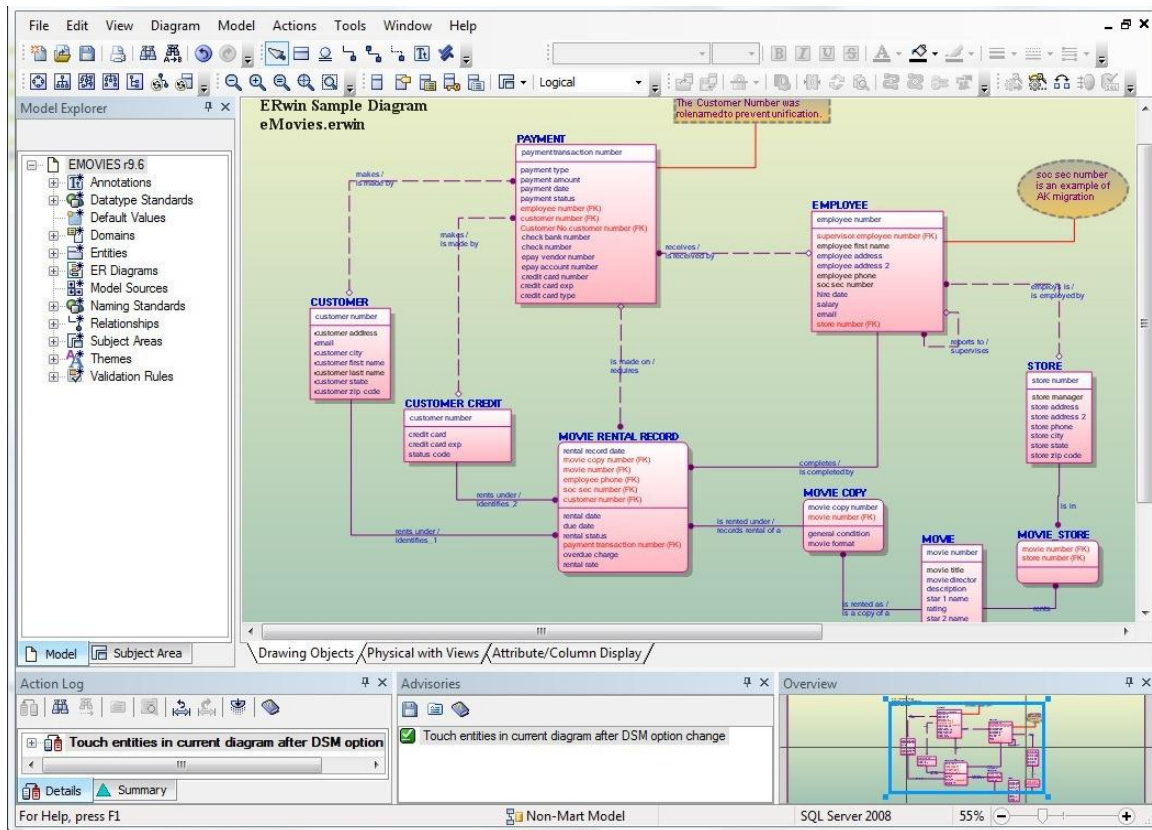 File Edit View Diagram Model Actions Tools Window Help
Logical
Model Explorer
EMOVIES r9.6
Annotations
Datatype Standards
Default Values
Domains
Entities
ER Diagrams
Model Sources
Naming Standards
Relationships
Subject Areas
Themes
Validation Rules
Model Subject Area
ERwin Sample Diagram
eMovies.erwin
The Customer Number was
rolenamed to prevent unification.
PAYMENT
payment transaction number
payment type
payment amount
payment date
payment status
employee number (FK)
customer number (FK)
Customer No.customer number (FK)
check bank number
check number
epay vendor number
epay account number
credit card number
credit card exp
credit card type
makes /
is made by
makes /
is made by
receives /
is received by
soc sec number
is an example of
AK migration
EMPLOYEE
employee number
supervisor.employee number (FK)
employee first name
employee address
employee address 2
employee phone
soc sec number
hire date
salary
email
store number (FK)
employs is /
is employed by
reports to /
supervises
CUSTOMER
customer number
customer address
email
customer city
customer first name
customer last name
customer state
customer zip code
is made on /
requires
STORE
store number
store manager
store address
store address 2
store phone
store city
store state
store zip code
CUSTOMER CREDIT
customer number
credit card
credit card exp
status code
MOVIE RENTAL RECORD
rental record date
movie copy number (FK)
movie number (FK)
employee phone (FK)
soc sec number (FK)
customer number (FK)
rental date
due date
rental status
payment transaction number (FK)
overdue charge
rental rate
completes /
is completed by
rents under /
identifies_2
rents under /
identifies_1
is rented under /
records rental of a
MOVIE COPY
movie copy number
movie number (FK)
general condition
movie format
is in
MOVIE
movie number
movie title
movie director
description
star 1 name
rating
star 2 name
MOVIE_STORE
movie number (FK)
store number (FK)
is rented as /
is a copy of a
rents
Drawing Objects Physical with Views Attribute/Column Display
Action Log
Touch entities in current diagram after DSM option
Details Summary
Advisories
Touch entities in current diagram after DSM option change
Overview
For Help, press F1 Non-Mart Model SQL Server 2008 55%